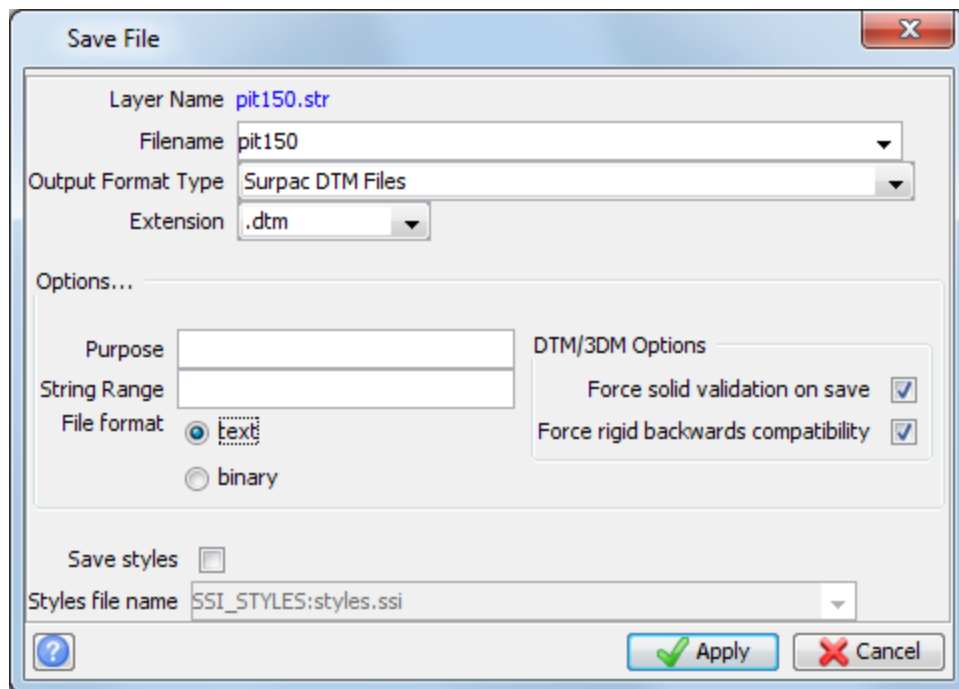 Save File
Layer Name pit150.str
Filename pit150
Output Format Type Surpac DTM Files
Extension .dtm
Options...
Purpose
String Range
File format text
binary
DTM/3DM Options
Force solid validation on save
Force rigid backwards compatibility
Save styles
Styles file name SSI_STYLES:styles.ssi
? Apply Cancel